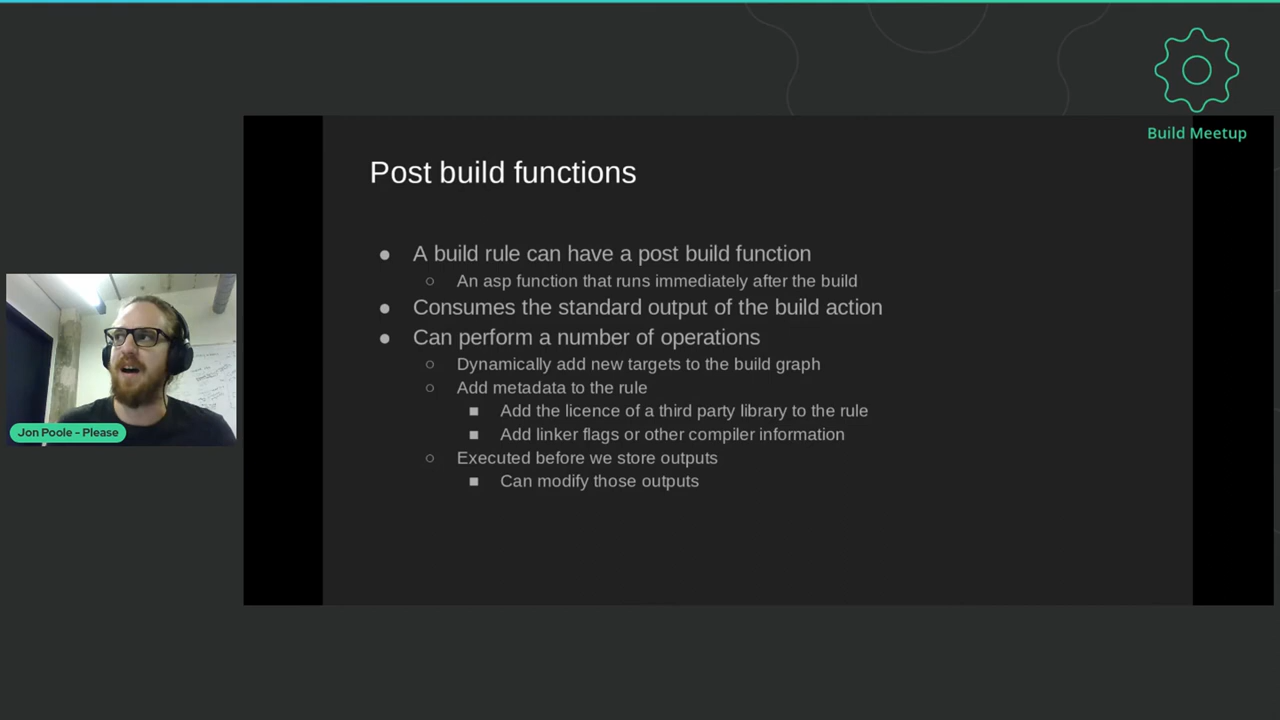 Build Meetup
Post build functions
● A build rule can have a post build function
○ An asp function that runs immediately after the build
● Consumes the standard output of the build action
● Can perform a number of operations
○ Dynamically add new targets to the build graph
○ Add metadata to the rule
■ Add the licence of a third party library to the rule
■ Add linker flags or other compiler information
○ Executed before we store outputs
■ Can modify those outputs
Jon Poole - Please